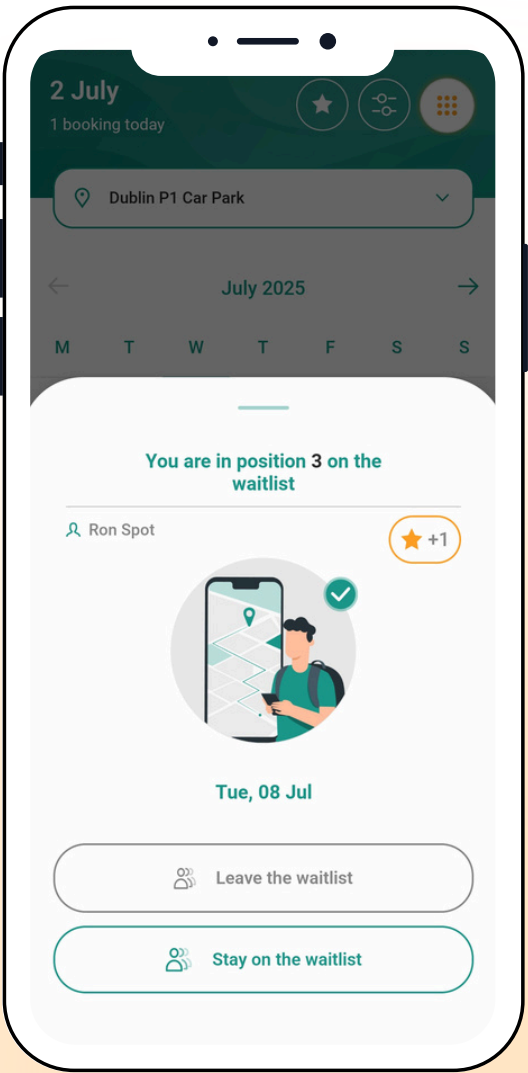 2 July
1 booking today
Dublin P1 Car Park
July 2025
M T W T F S S
You are in position 3 on the
waitlist
Ron Spot
+1
Tue, 08 Jul
Leave the waitlist
Stay on the waitlist